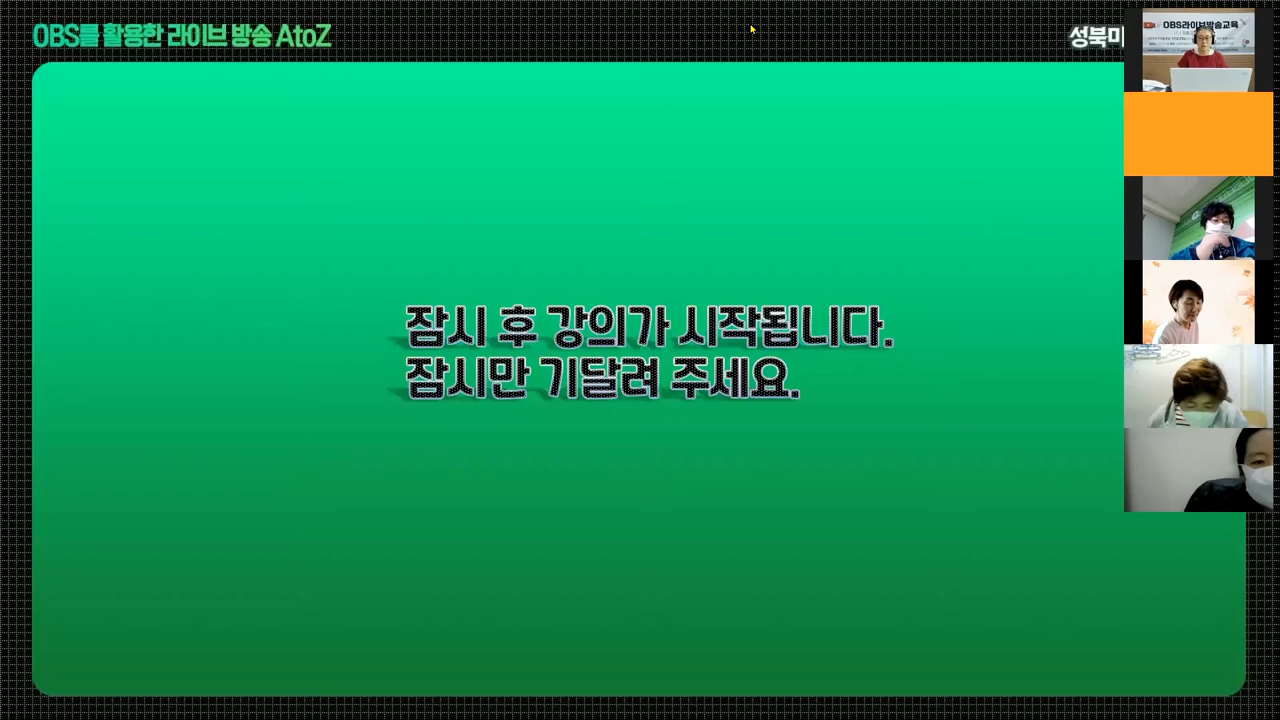 OBS를 활용한 라이브 방송 AtoZ
성북미
OBS라이브방송교육
잠시 후 강의가 시작됩니다.
잠시만 기달려 주세요.